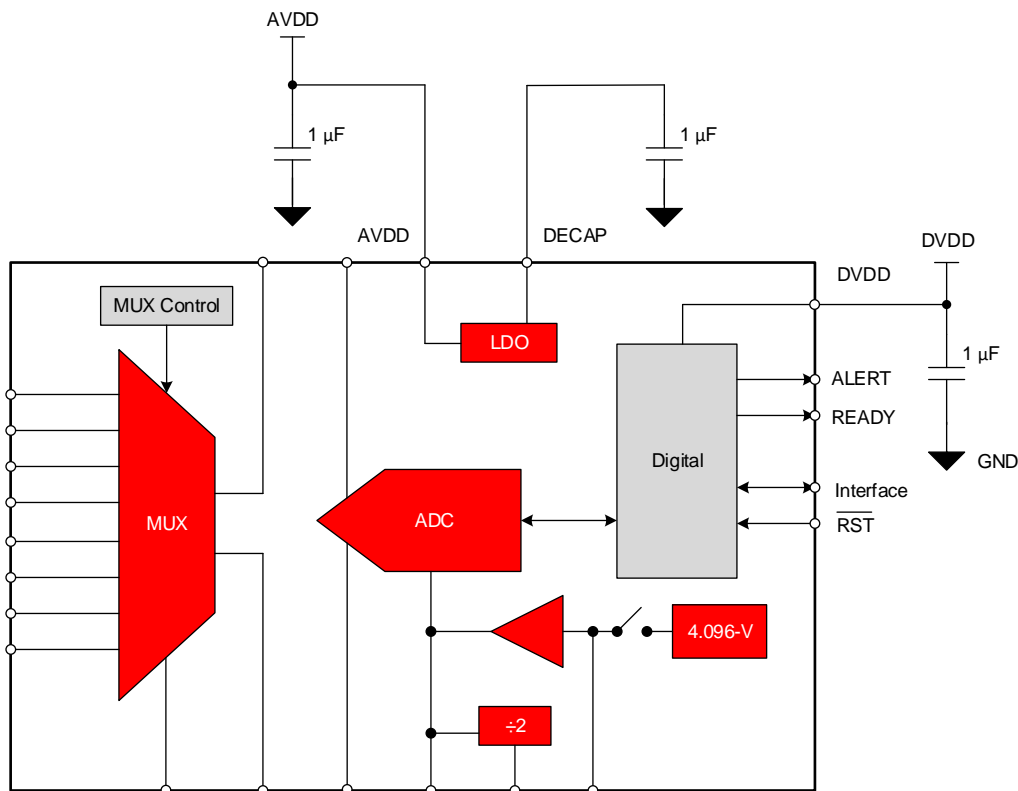 AVDD
1 µF
1 µF
AVDD
DECAP
DVDD
DVDD
MUX Control
LDO
1 µF
ALERT
READY
GND
Digital
Interface
MUX
ADC
RST
4.096-V
÷2